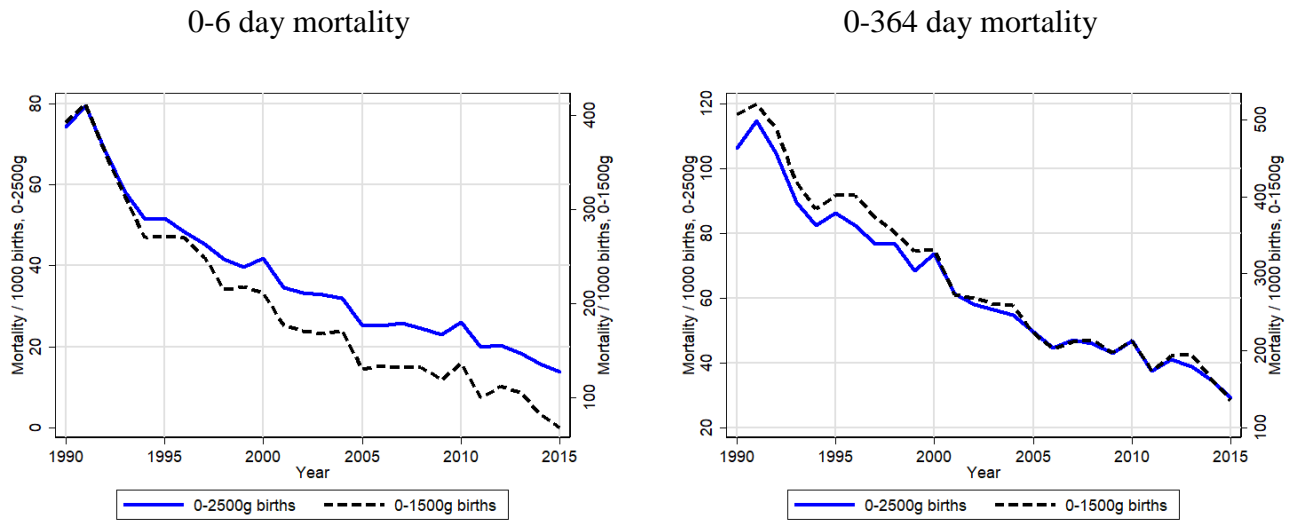 0-6 day mortality
0-364 day mortality
Mortality / 1000 births, 0-2500g
80
60
40
20
0
400
300
200
100
Mortality / 1000 births, 0-1500g
1990 1995 2000 2005 2010 2015
Year
0-2500g births 0-1500g births
Mortality / 1000 births, 0-2500g
120
100
80
60
40
20
500
400
300
200
100
Mortality / 1000 births, 0-1500g
1990 1995 2000 2005 2010 2015
Year
0-2500g births 0-1500g births